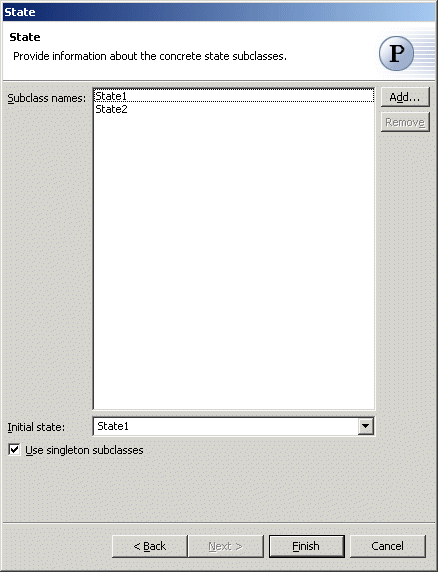 State
State
Provide information about the concrete state subclasses.
P
Subclass names:
State1
State2
Add...
Remove
Initial state:
State1
Use singleton subclasses
< Back
Next >
Finish
Cancel